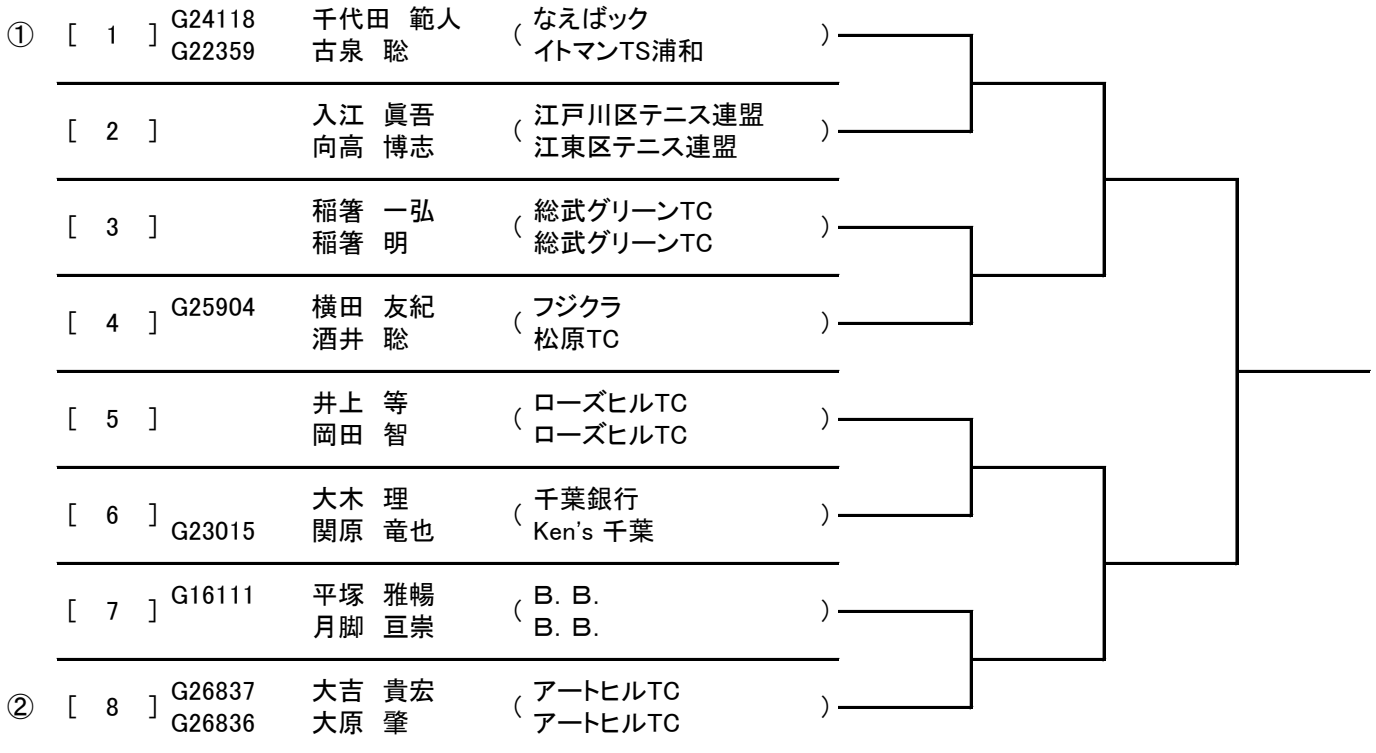 ① [ 1 ] G24118 千代田 範人 ( なえばック )
G22359 古泉 聡 イトマンTS浦和
[ 2 ] 入江 眞吾 ( 江戸川区テニス連盟 )
向高 博志 江東区テニス連盟
[ 3 ] 稲箸 一弘 ( 総武グリーンTC )
稲箸 明 総武グリーンTC
[ 4 ] G25904 横田 友紀 ( フジクラ )
酒井 聡 松原TC
[ 5 ] 井上 等 ( ローズヒルTC )
岡田 智 ローズヒルTC
[ 6 ] 大木 理 ( 千葉銀行 )
G23015 関原 竜也 Ken's 千葉
[ 7 ] G16111 平塚 雅暢 ( B. B. )
月脚 亘崇 B. B.
② [ 8 ] G26837 大吉 貴宏 ( アートヒルTC )
G26836 大原 肇 アートヒルTC